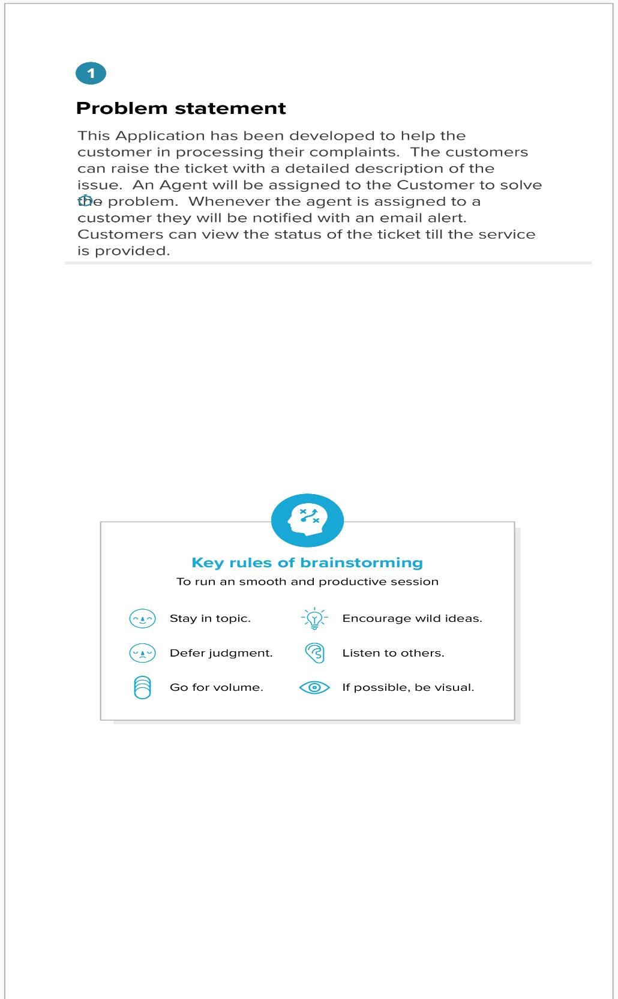 1
Problem statement
This Application has been developed to help the
customer in processing their complaints.  The customers
can raise the ticket with a detailed description of the
issue.  An Agent will be assigned to the Customer to solve
the problem.  Whenever the agent is assigned to a
customer they will be notified with an email alert.
Customers can view the status of the ticket till the service
is provided.
Key rules of brainstorming
To run an smooth and productive session
Stay in topic.
Encourage wild ideas.
Defer judgment.
Listen to others.
Go for volume.
If possible, be visual.